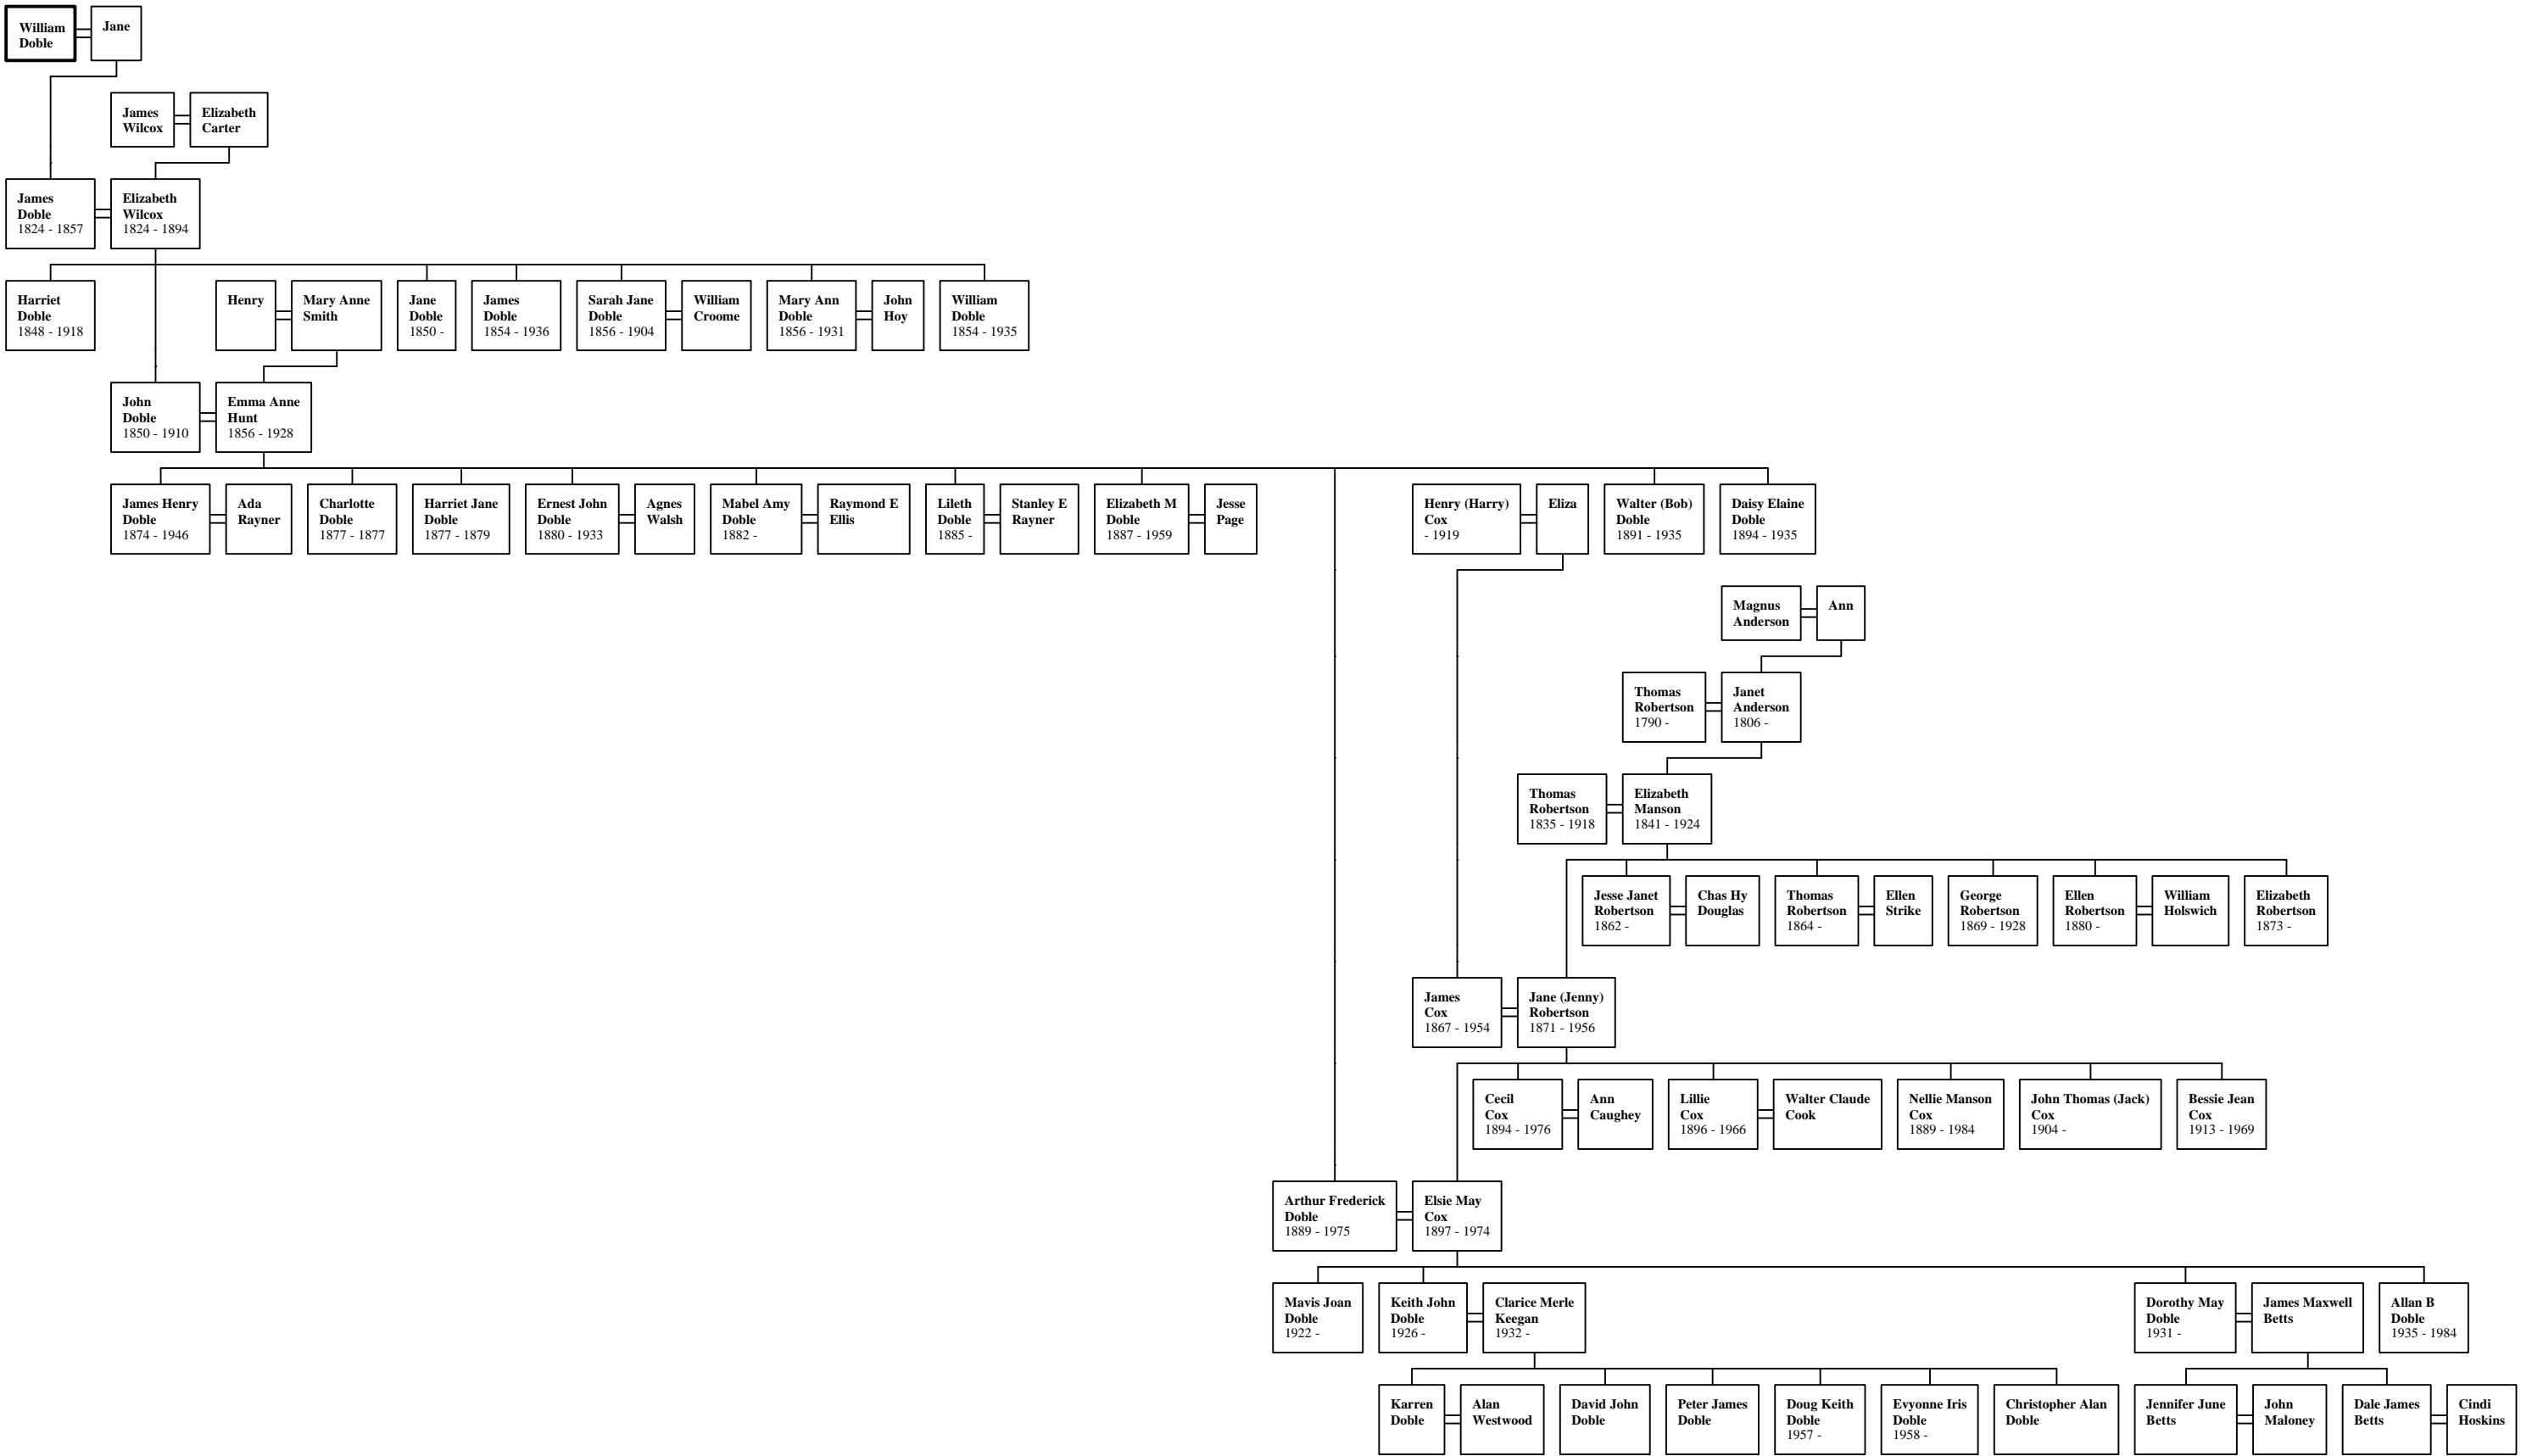 William
Doble
Jane
James
Wilcox
Elizabeth
Carter
James
Doble
1824 - 1857
Elizabeth
Wilcox
1824 - 1894
Harriet
Doble
1848 - 1918
Henry
Mary Anne
Smith
Jane
Doble
1850 -
James
Doble
1854 - 1936
Sarah Jane
Doble
1856 - 1904
William
Croome
Mary Ann
Doble
1856 - 1931
John
Hoy
William
Doble
1854 - 1935
John
Doble
1850 - 1910
Emma Anne
Hunt
1856 - 1928
James Henry
Doble
1874 - 1946
Ada
Rayner
Charlotte
Doble
1877 - 1877
Harriet Jane
Doble
1877 - 1879
Ernest John
Doble
1880 - 1933
Agnes
Walsh
Mabel Amy
Doble
1882 -
Raymond E
Ellis
Lileth
Doble
1885 -
Stanley E
Rayner
Elizabeth M
Doble
1887 - 1959
Jesse
Page
Henry (Harry)
Cox
- 1919
Eliza
Walter (Bob)
Doble
1891 - 1935
Daisy Elaine
Doble
1894 - 1935
Magnus
Anderson
Ann
Thomas
Robertson
1790 -
Janet
Anderson
1806 -
Thomas
Robertson
1835 - 1918
Elizabeth
Manson
1841 - 1924
Jesse Janet
Robertson
1862 -
Chas Hy
Douglas
Thomas
Robertson
1864 -
Ellen
Strike
George
Robertson
1869 - 1928
Ellen
Robertson
1880 -
William
Holswich
Elizabeth
Robertson
1873 -
James
Cox
1867 - 1954
Jane (Jenny)
Robertson
1871 - 1956
Cecil
Cox
1894 - 1976
Ann
Caughey
Lillie
Cox
1896 - 1966
Walter Claude
Cook
Nellie Manson
Cox
1889 - 1984
John Thomas (Jack)
Cox
1904 -
Bessie Jean
Cox
1913 - 1969
Arthur Frederick
Doble
1889 - 1975
Elsie May
Cox
1897 - 1974
Mavis Joan
Doble
1922 -
Keith John
Doble
1926 -
Clarice Merle
Keegan
1932 -
Dorothy May
Doble
1931 -
James Maxwell
Betts
Allan B
Doble
1935 - 1984
Karren
Doble
Alan
Westwood
David John
Doble
Peter James
Doble
Doug Keith
Doble
1957 -
Evyonne Iris
Doble
1958 -
Christopher Alan
Doble
Jennifer June
Betts
John
Maloney
Dale James
Betts
Cindi
Hoskins